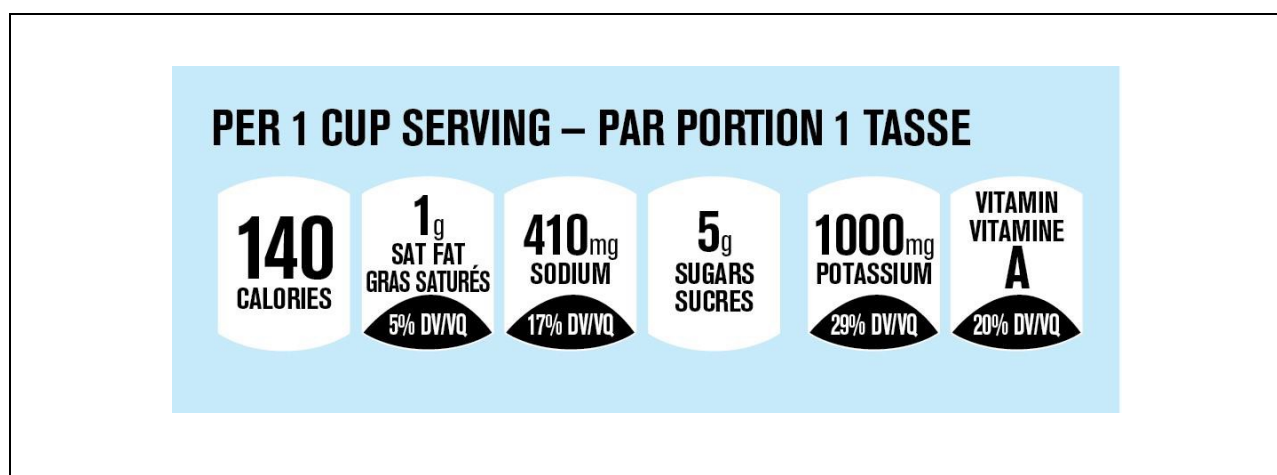 PER 1 CUP SERVING – PAR PORTION 1 TASSE
140
CALORIES
1g
SAT FAT
GRAS SATURÉS
5% DV/VQ
410mg
SODIUM
17% DV/VQ
5g
SUGARS
SUCRES
1000mg
POTASSIUM
29% DV/VQ
VITAMIN
VITAMINE
A
20% DV/VQ